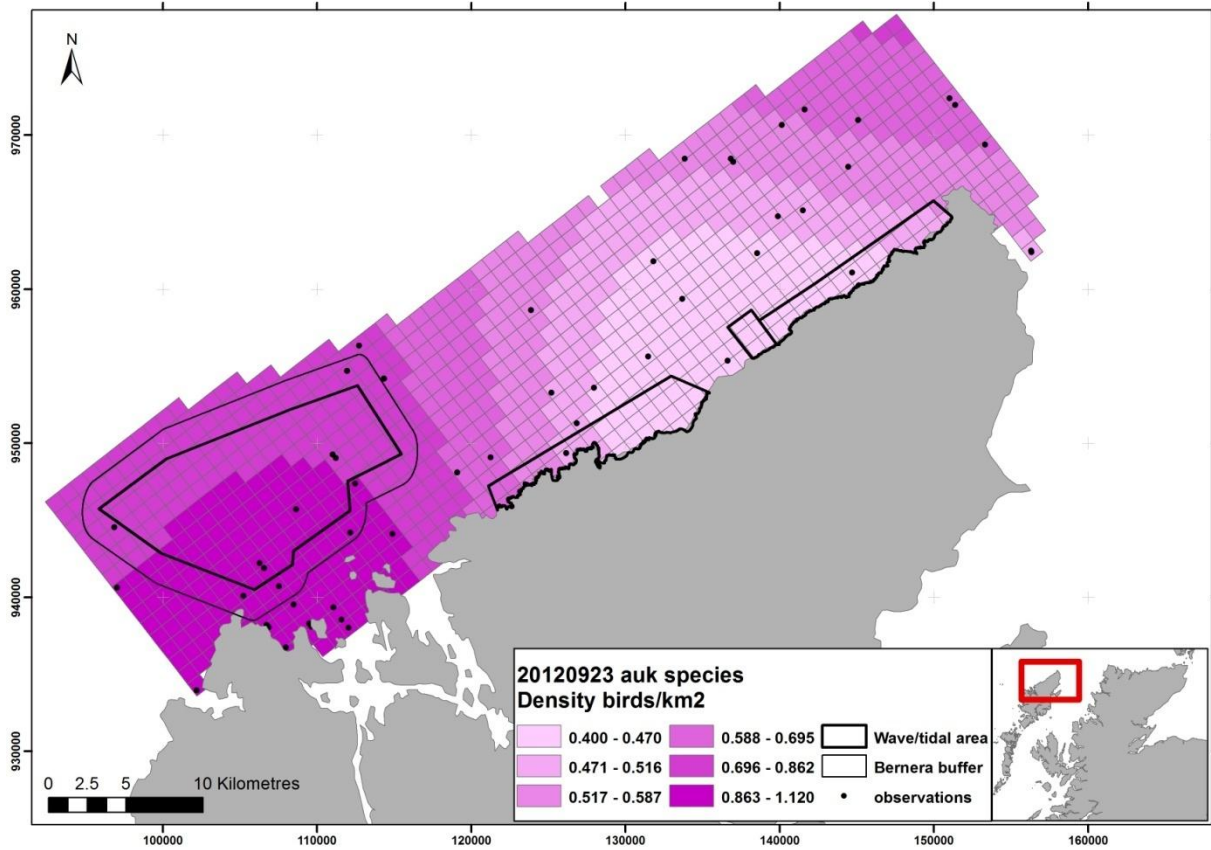 N
970000
960000
950000
940000
930000
20120923 auk species
Density birds/km2
0.400 - 0.470
0.588 - 0.695
Wave/tidal area
0.471 - 0.516
0.696 - 0.862
Bernera buffer
0.517 - 0.587
0.863 - 1.120
observations
0 2.5 5 10 Kilometres
100000 110000 120000 130000 140000 150000 160000